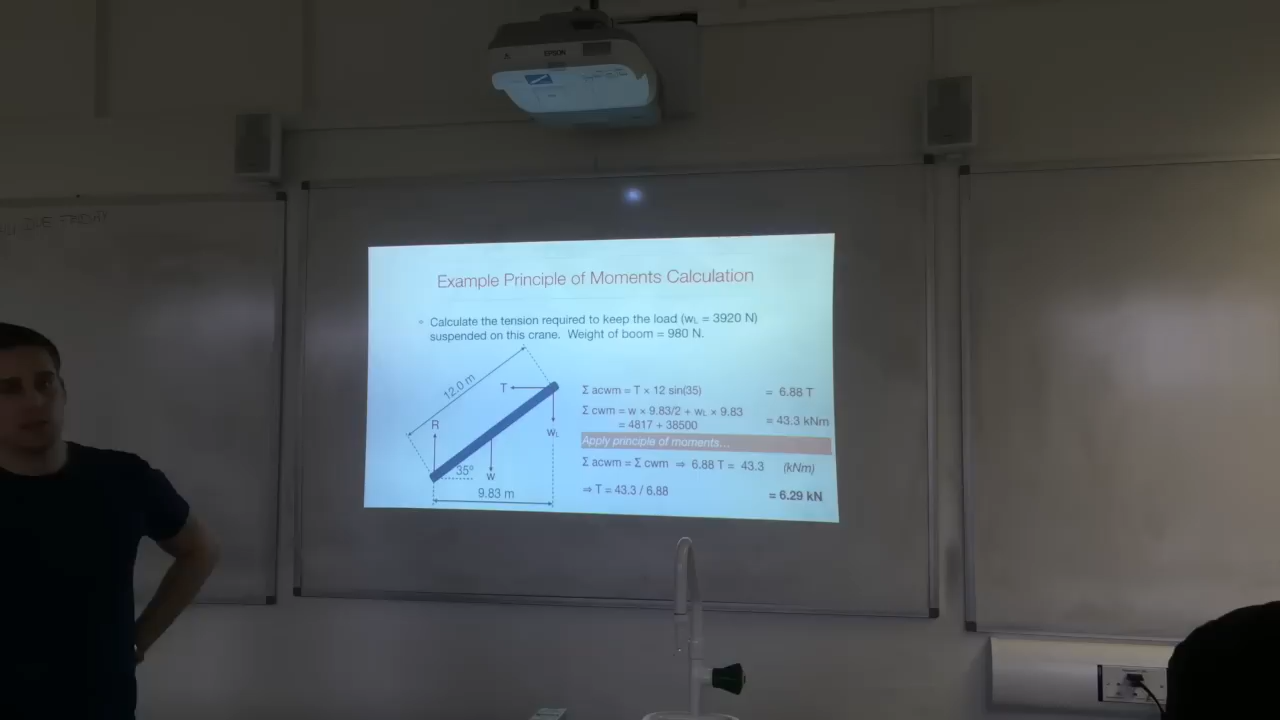 EPSON
DUE FRIDAY
Example Principle of Moments Calculation
• Calculate the tension required to keep the load (wL = 3920 N)
suspended on this crane. Weight of boom = 980 N.
12.0 m
T
R
wL
35º
w
9.83 m
Σ acwm = T × 12 sin(35) = 6.88 T
Σ cwm = w × 9.83/2 + wL × 9.83
= 4817 + 38500 = 43.3 kNm
Apply principle of moments...
Σ acwm = Σ cwm ⇒ 6.88 T = 43.3 (kNm)
⇒ T = 43.3 / 6.88 = 6.29 kN